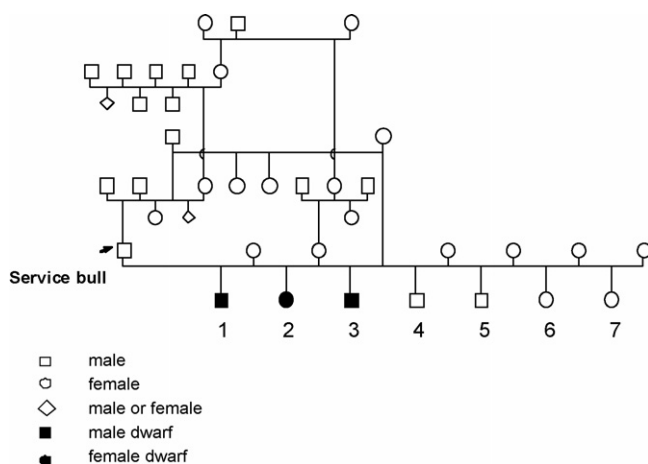 Service bull
1 2 3 4 5 6 7
male
female
male or female
male dwarf
female dwarf